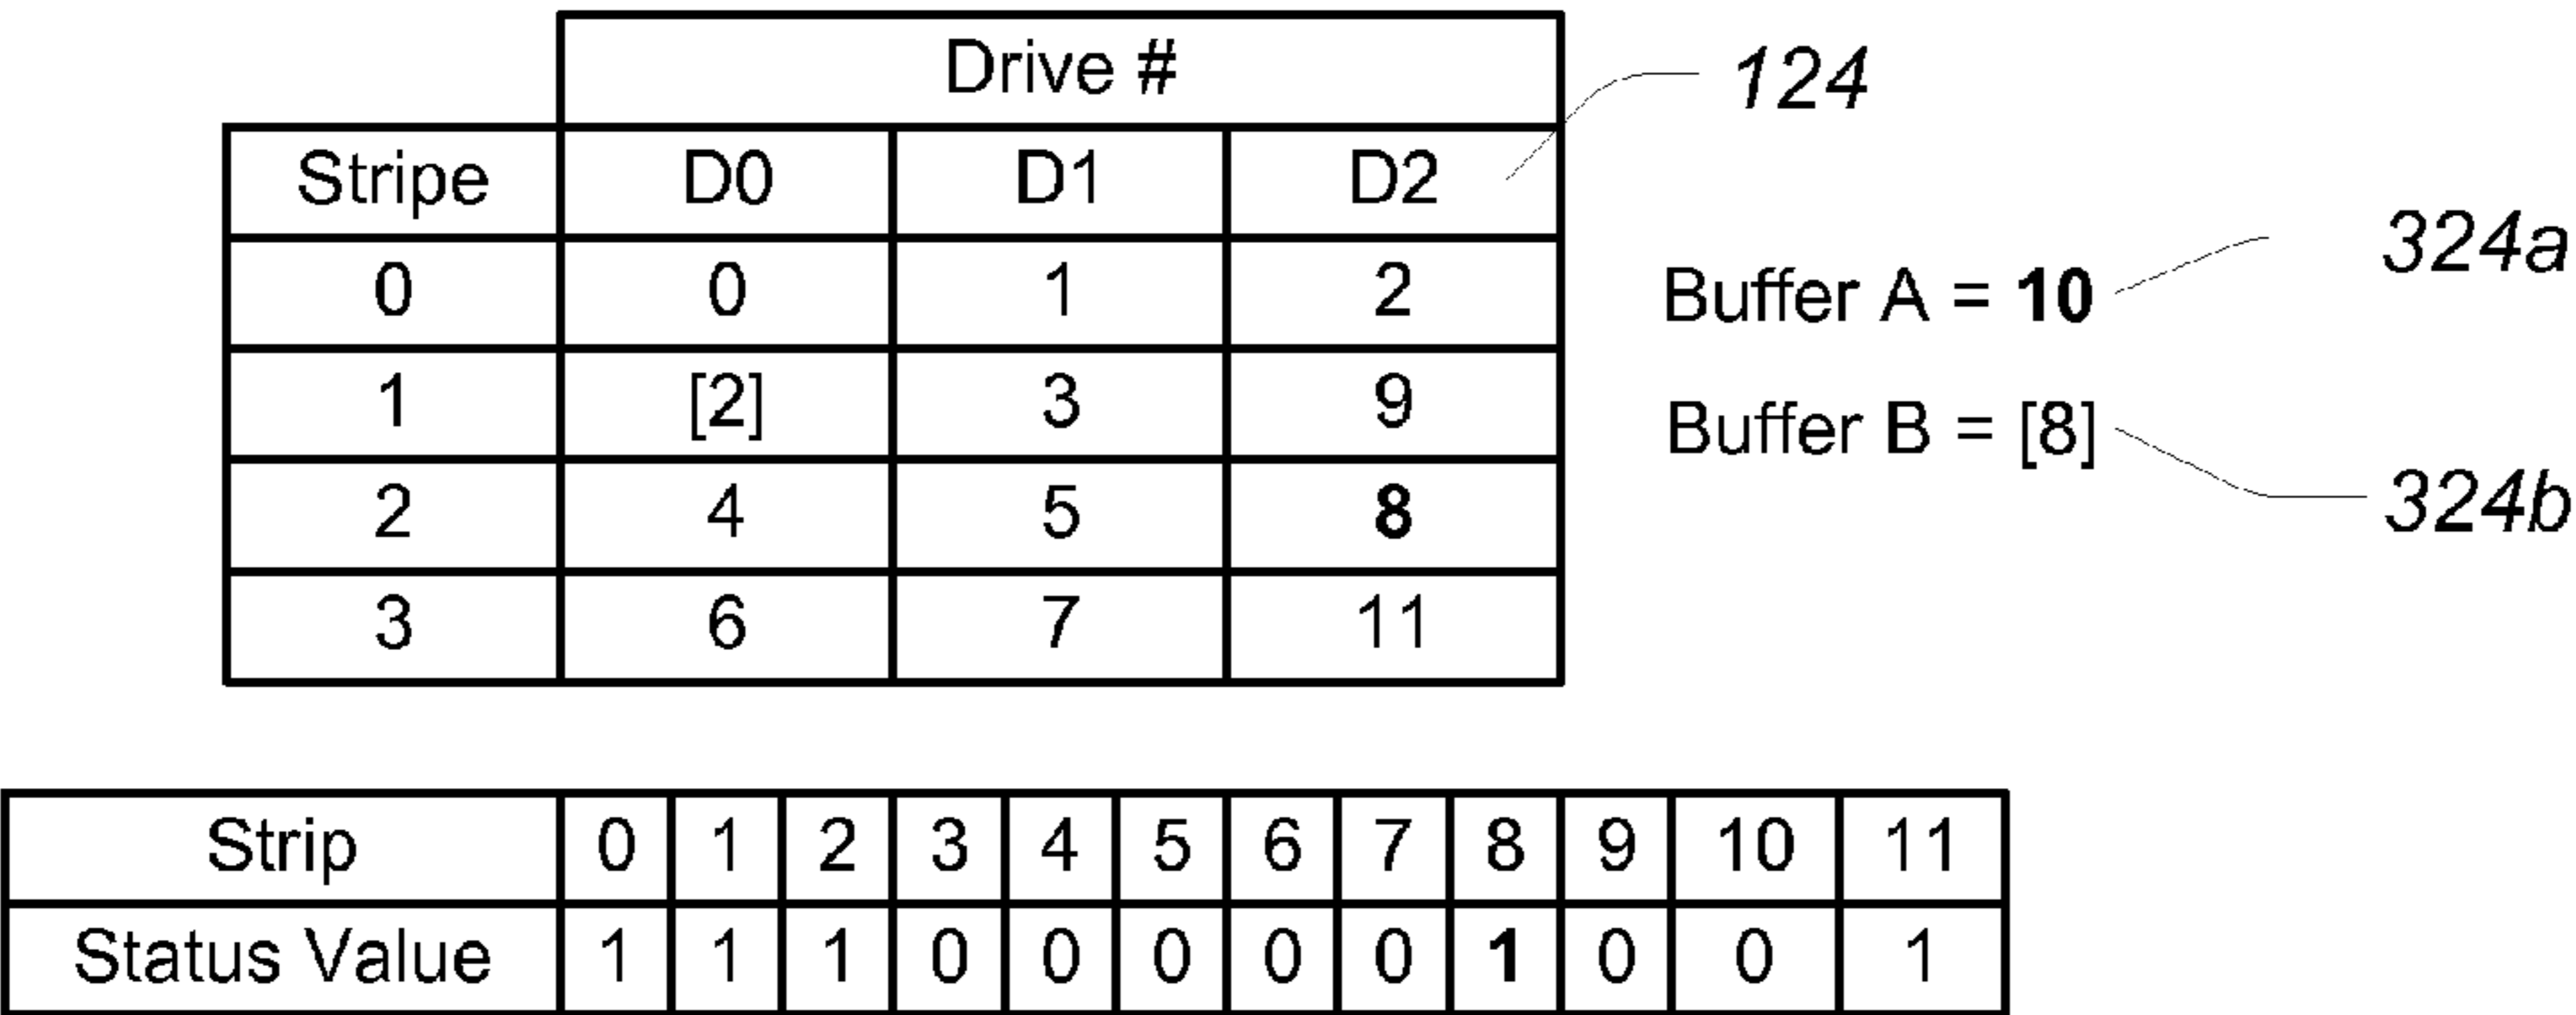 Drive #
124
Stripe D0 D1 D2
0 0 1 2
324a
Buffer A = 10
1 [2] 3 9
Buffer B = [8]
2 4 5 8
324b
3 6 7 11
Strip 0 1 2 3 4 5 6 7 8 9 10 11
Status Value 1 1 1 0 0 0 0 0 1 0 0 1